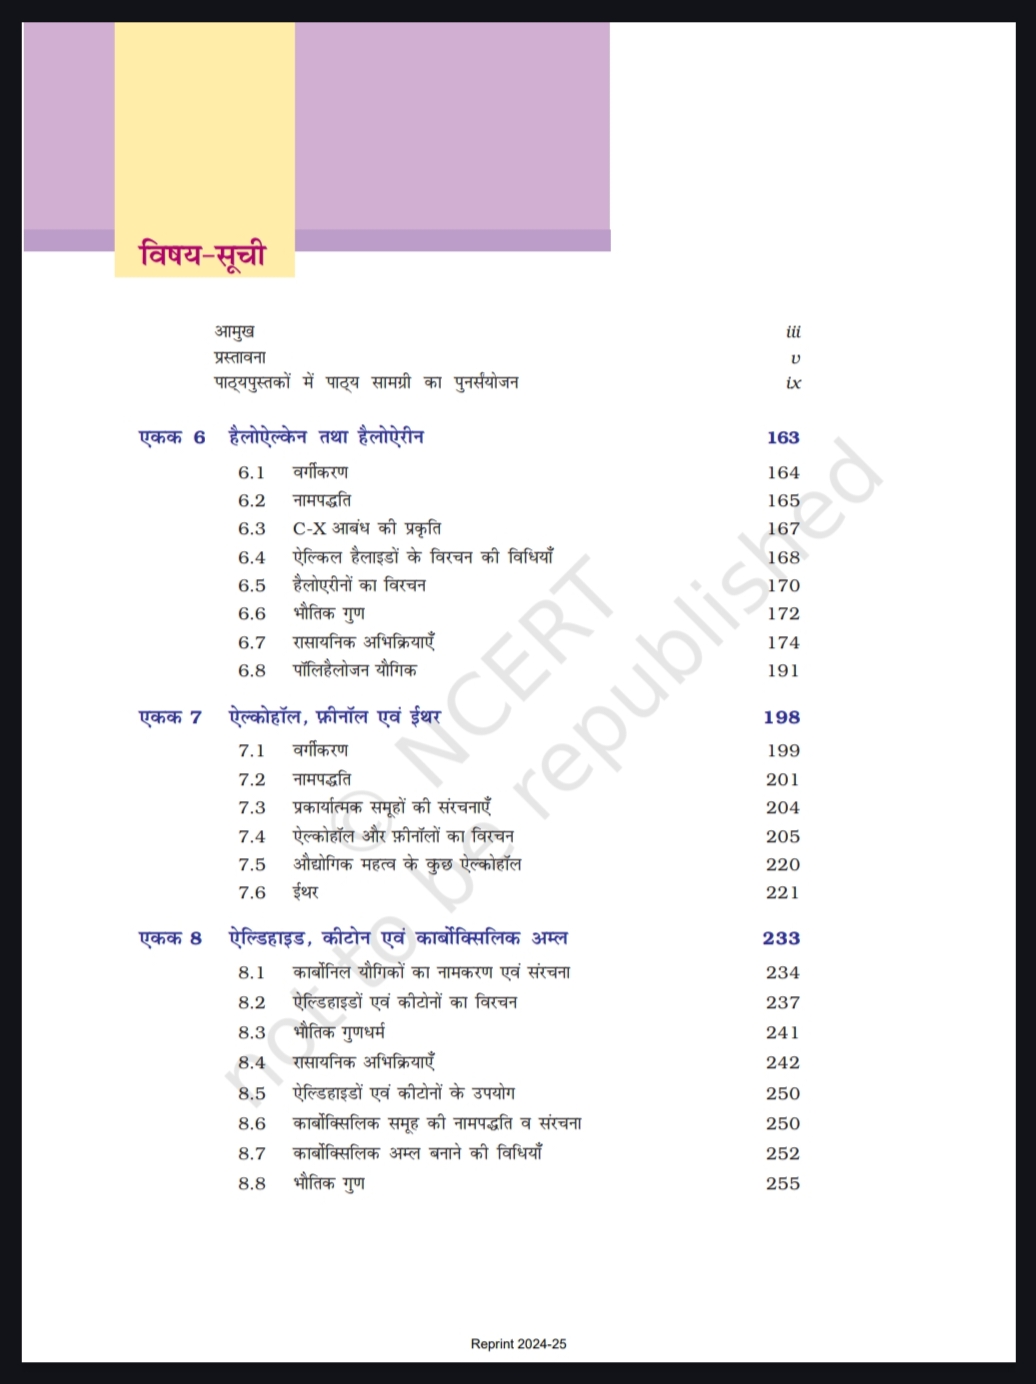 विषय-सूची
आमुख iii
प्रस्तावना v
पाठ्यपुस्तकों में पाठ्य सामग्री का पुनर्संयोजन ix
एकक 6 हैलोऐल्केन तथा हैलोऐरीन 163
6.1 वर्गीकरण 164
6.2 नामपद्धति 165
6.3 C-X आबंध की प्रकृति 167
6.4 ऐल्किल हैलाइडों के विरचन की विधियाँ 168
6.5 हैलोएरीनों का विरचन 170
6.6 भौतिक गुण 172
6.7 रासायनिक अभिक्रियाएँ 174
6.8 पॉलिहैलोजन यौगिक 191
एकक 7 ऐल्कोहॉल, फ़ीनॉल एवं ईथर 198
7.1 वर्गीकरण 199
7.2 नामपद्धति 201
7.3 प्रकार्यात्मक समूहों की संरचनाएँ 204
7.4 ऐल्कोहॉल और फ़ीनॉलों का विरचन 205
7.5 औद्योगिक महत्व के कुछ ऐल्कोहॉल 220
7.6 ईथर 221
एकक 8 ऐल्डिहाइड, कीटोन एवं कार्बोक्सिलिक अम्ल 233
8.1 कार्बोनिल यौगिकों का नामकरण एवं संरचना 234
8.2 ऐल्डिहाइडों एवं कीटोनों का विरचन 237
8.3 भौतिक गुणधर्म 241
8.4 रासायनिक अभिक्रियाएँ 242
8.5 ऐल्डिहाइडों एवं कीटोनों के उपयोग 250
8.6 कार्बोक्सिलिक समूह की नामपद्धति व संरचना 250
8.7 कार्बोक्सिलिक अम्ल बनाने की विधियाँ 252
8.8 भौतिक गुण 255
© NCERT
not to be republished
Reprint 2024-25